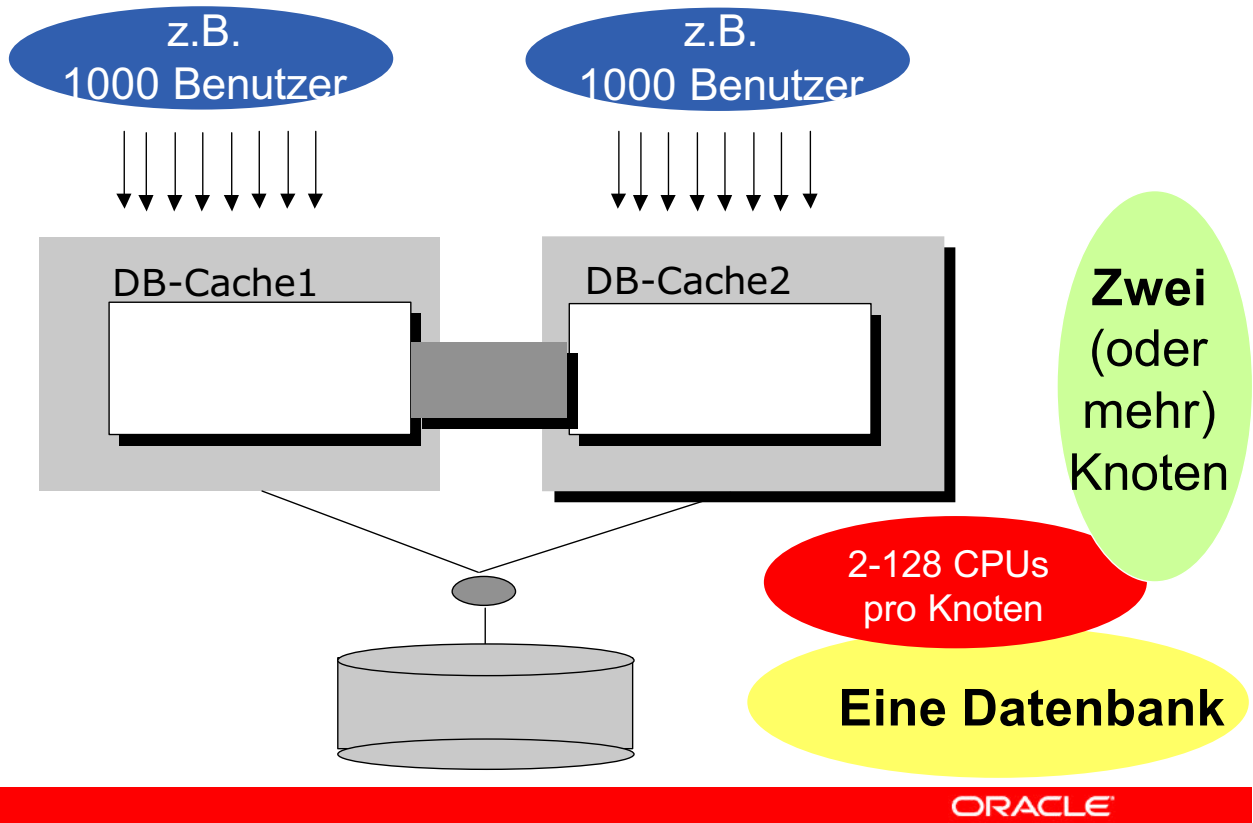 z.B.
1000 Benutzer
z.B.
1000 Benutzer
DB-Cache1
DB-Cache2
Zwei
(oder
mehr)
Knoten
2-128 CPUs
pro Knoten
Eine Datenbank
ORACLE